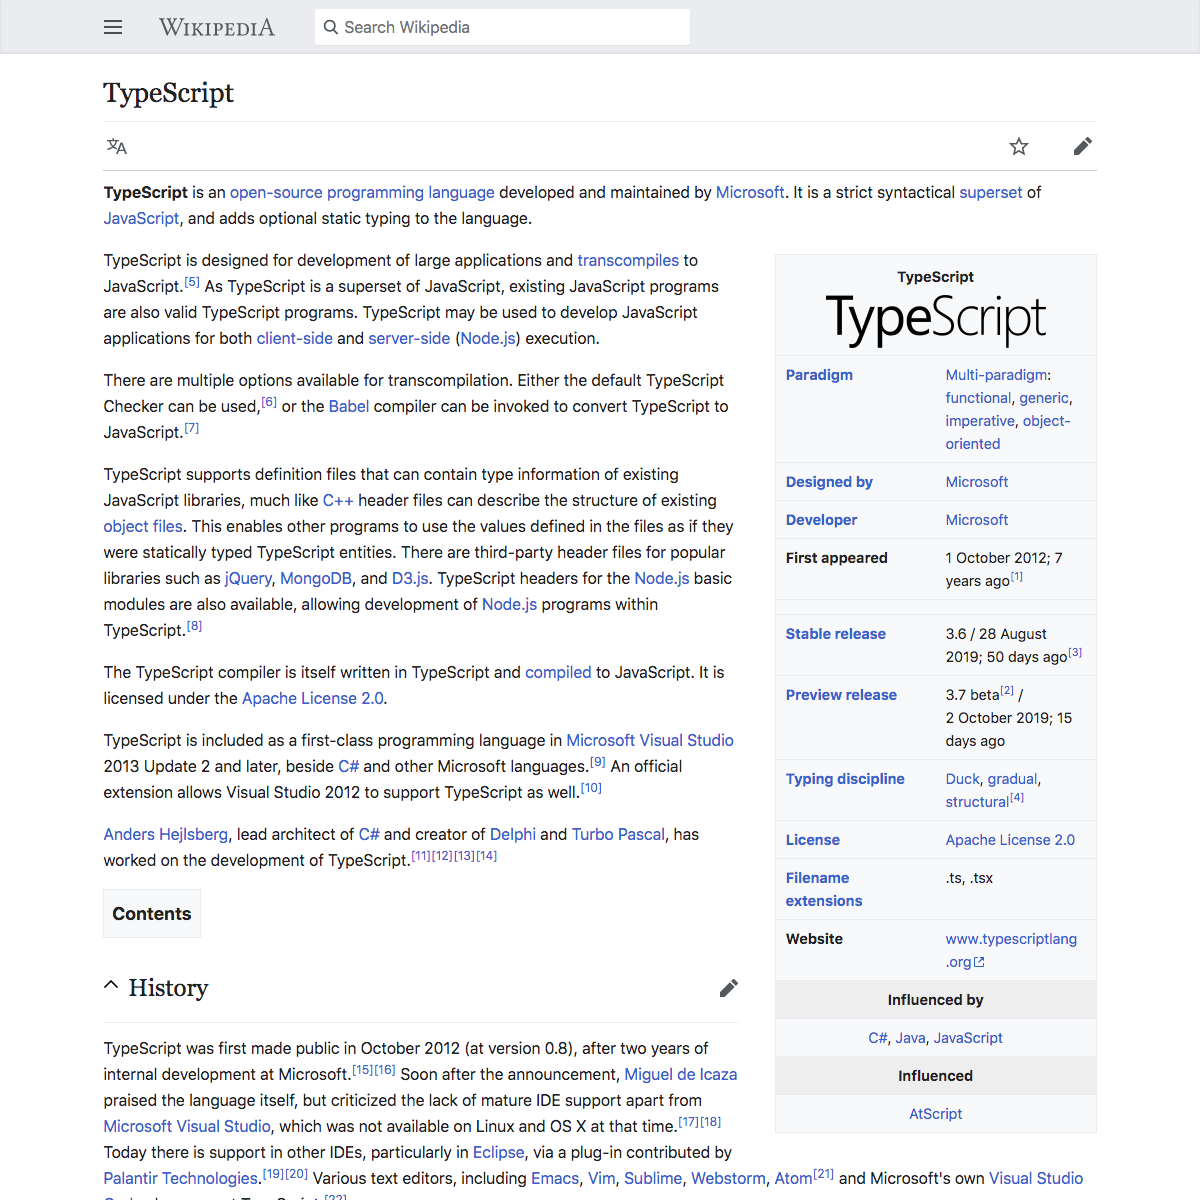 WIKIPEDIA
Search Wikipedia
TypeScript
TypeScript is an open-source programming language developed and maintained by Microsoft. It is a strict syntactical superset of
JavaScript, and adds optional static typing to the language.
TypeScript is designed for development of large applications and transcompiles to
JavaScript.[5] As TypeScript is a superset of JavaScript, existing JavaScript programs
are also valid TypeScript programs. TypeScript may be used to develop JavaScript
applications for both client-side and server-side (Node.js) execution.
There are multiple options available for transcompilation. Either the default TypeScript
Checker can be used,[6] or the Babel compiler can be invoked to convert TypeScript to
JavaScript.[7]
TypeScript supports definition files that can contain type information of existing
JavaScript libraries, much like C++ header files can describe the structure of existing
object files. This enables other programs to use the values defined in the files as if they
were statically typed TypeScript entities. There are third-party header files for popular
libraries such as jQuery, MongoDB, and D3.js. TypeScript headers for the Node.js basic
modules are also available, allowing development of Node.js programs within
TypeScript.[8]
The TypeScript compiler is itself written in TypeScript and compiled to JavaScript. It is
licensed under the Apache License 2.0.
TypeScript is included as a first-class programming language in Microsoft Visual Studio
2013 Update 2 and later, beside C# and other Microsoft languages.[9] An official
extension allows Visual Studio 2012 to support TypeScript as well.[10]
Anders Hejlsberg, lead architect of C# and creator of Delphi and Turbo Pascal, has
worked on the development of TypeScript.[11][12][13][14]
Contents
TypeScript
TypeScript
Paradigm
Multi-paradigm:
functional, generic,
imperative, object-
oriented
Designed by
Microsoft
Developer
Microsoft
First appeared
1 October 2012; 7
years ago[1]
Stable release
3.6 / 28 August
2019; 50 days ago[3]
Preview release
3.7 beta[2] /
2 October 2019; 15
days ago
Typing discipline
Duck, gradual,
structural[4]
License
Apache License 2.0
Filename
extensions
.ts, .tsx
Website
www.typescriptlang
.org
Influenced by
C#, Java, JavaScript
Influenced
AtScript
History
TypeScript was first made public in October 2012 (at version 0.8), after two years of
internal development at Microsoft.[15][16] Soon after the announcement, Miguel de Icaza
praised the language itself, but criticized the lack of mature IDE support apart from
Microsoft Visual Studio, which was not available on Linux and OS X at that time.[17][18]
Today there is support in other IDEs, particularly in Eclipse, via a plug-in contributed by
Palantir Technologies.[19][20] Various text editors, including Emacs, Vim, Sublime, Webstorm, Atom[21] and Microsoft's own Visual Studio